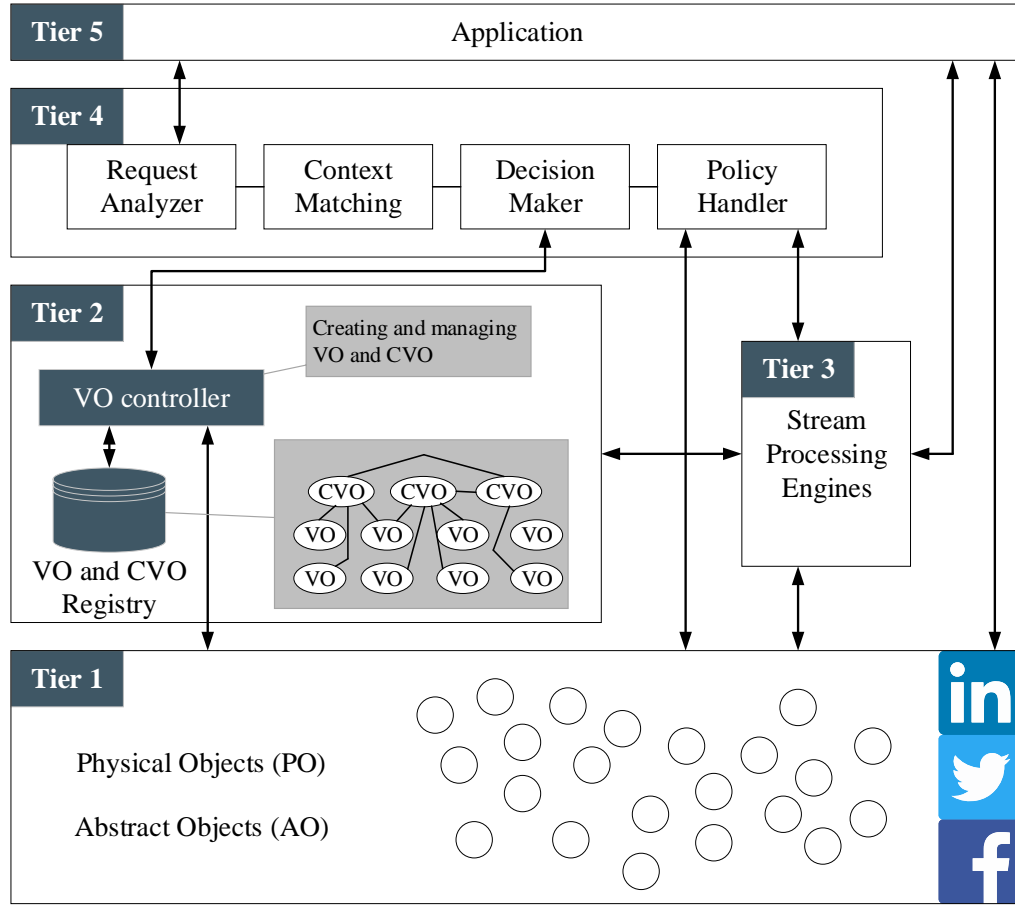 Tier 5
Application
Tier 4
Request
Analyzer
Context
Matching
Decision
Maker
Policy
Handler
Tier 2
Creating and managing
VO and CVO
VO controller
CVO
CVO
CVO
VO
VO
VO
VO
VO
VO
VO
VO
VO and CVO
Registry
Tier 3
Stream
Processing
Engines
Tier 1
Physical Objects (PO)
Abstract Objects (AO)
in
f